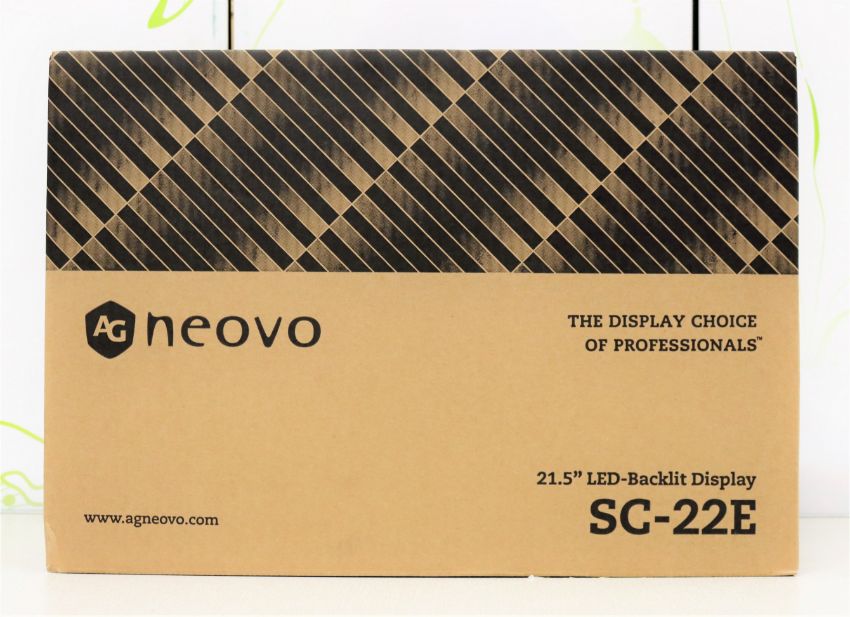 AG neovo
THE DISPLAY CHOICE
OF PROFESSIONALS™
21.5” LED-Backlit Display
SC-22E
www.agneovo.com